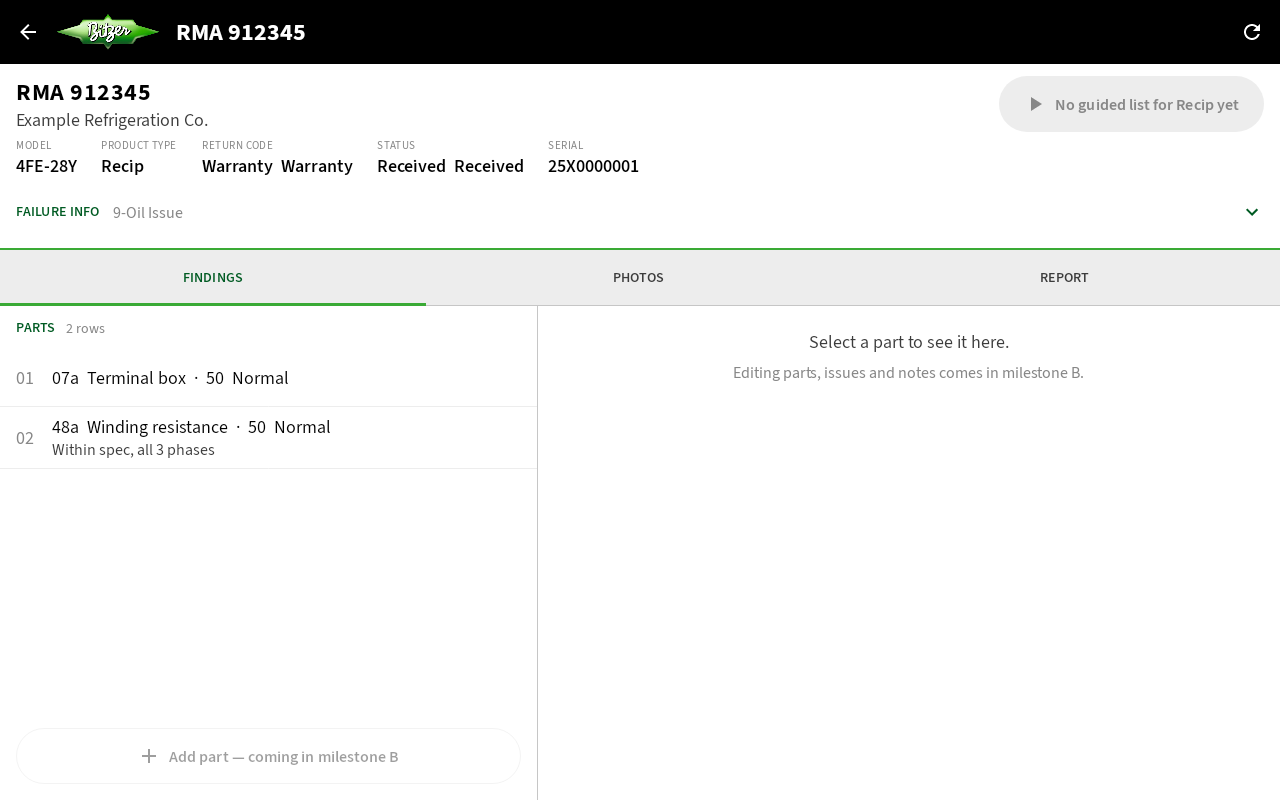 Bitzer
RMA 912345
RMA 912345
Example Refrigeration Co.
No guided list for Recip yet
MODEL
4FE-28Y
PRODUCT TYPE
Recip
RETURN CODE
Warranty Warranty
STATUS
Received Received
SERIAL
25X0000001
FAILURE INFO 9-Oil Issue
FINDINGS
PHOTOS
REPORT
PARTS 2 rows
01 07a Terminal box · 50 Normal
02 48a Winding resistance · 50 Normal
Within spec, all 3 phases
Add part — coming in milestone B
Select a part to see it here.
Editing parts, issues and notes comes in milestone B.